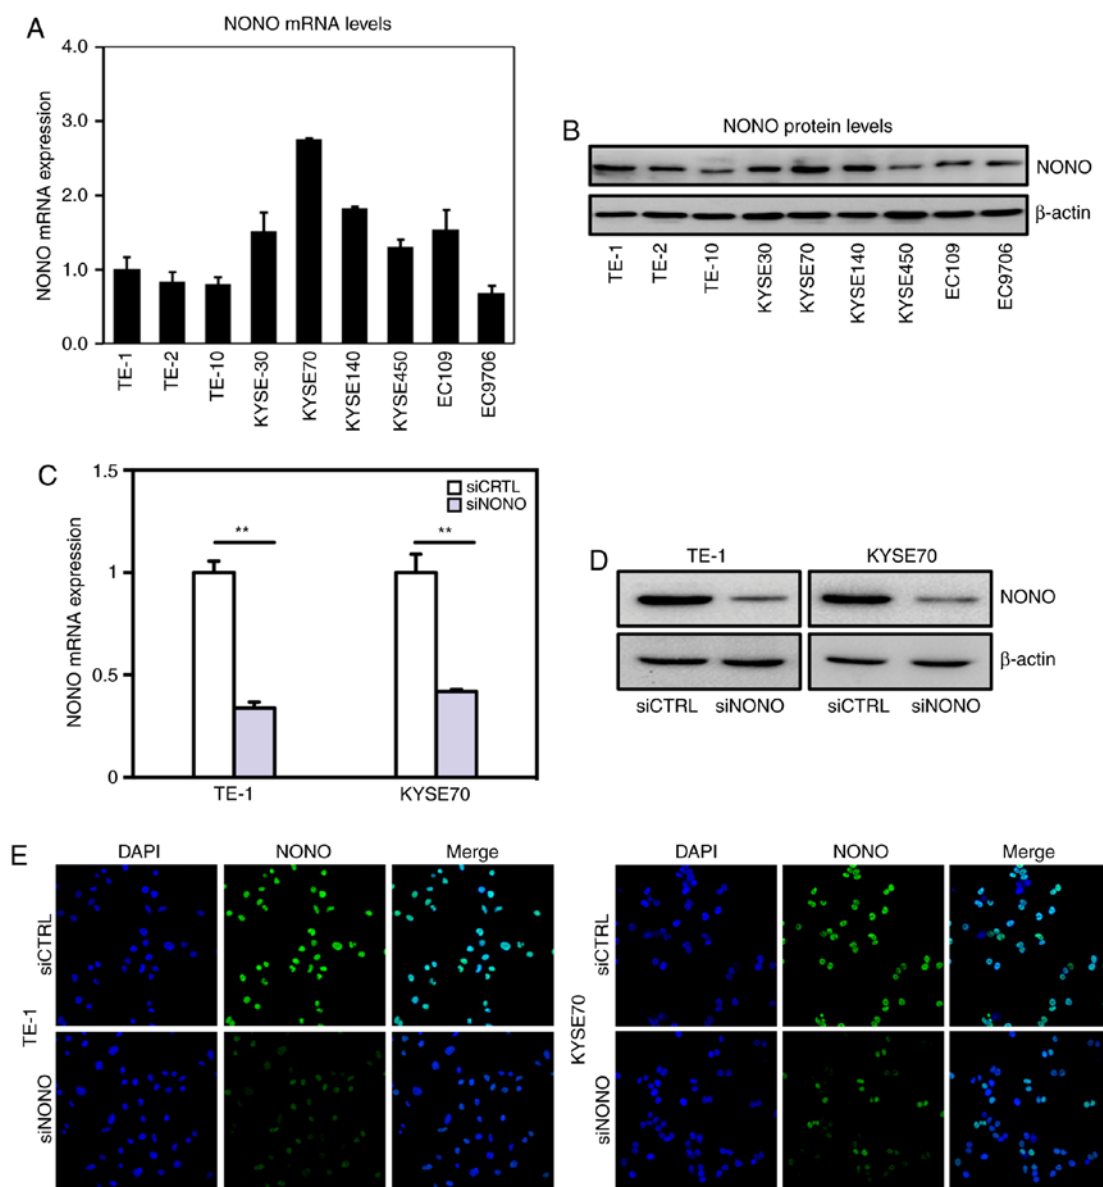 A
NONO mRNA levels
NONO mRNA expression
4.0
3.0
2.0
1.0
0.0
TE-1
TE-2
TE-10
KYSE-30
KYSE70
KYSE140
KYSE450
EC109
EC9706
B
NONO protein levels
NONO
β-actin
TE-1
TE-2
TE-10
KYSE30
KYSE70
KYSE140
KYSE450
EC109
EC9706
C
NONO mRNA expression
1.5
1
0.5
0
siCRTL
siNONO
**
**
TE-1
KYSE70
D
TE-1
KYSE70
NONO
β-actin
siCTRL
siNONO
siCTRL
siNONO
E
DAPI
NONO
Merge
TE-1
siCTRL
siNONO
DAPI
NONO
Merge
KYSE70
siCTRL
siNONO